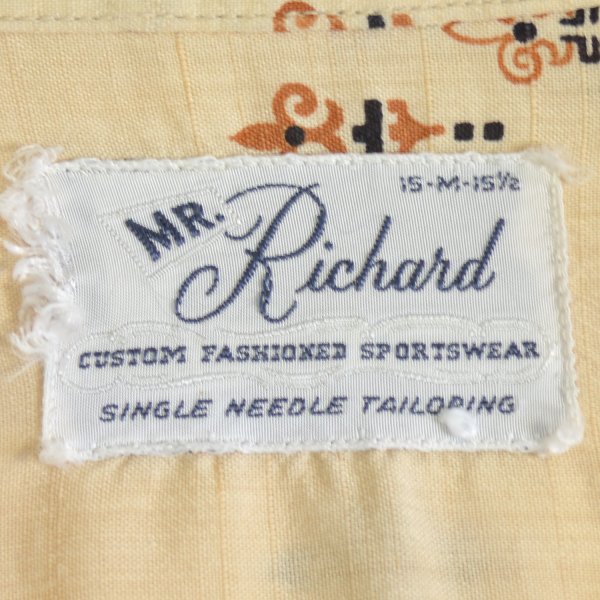 15-M-15½
MR. Richard
CUSTOM FASHIONED SPORTSWEAR
SINGLE NEEDLE TAILORING